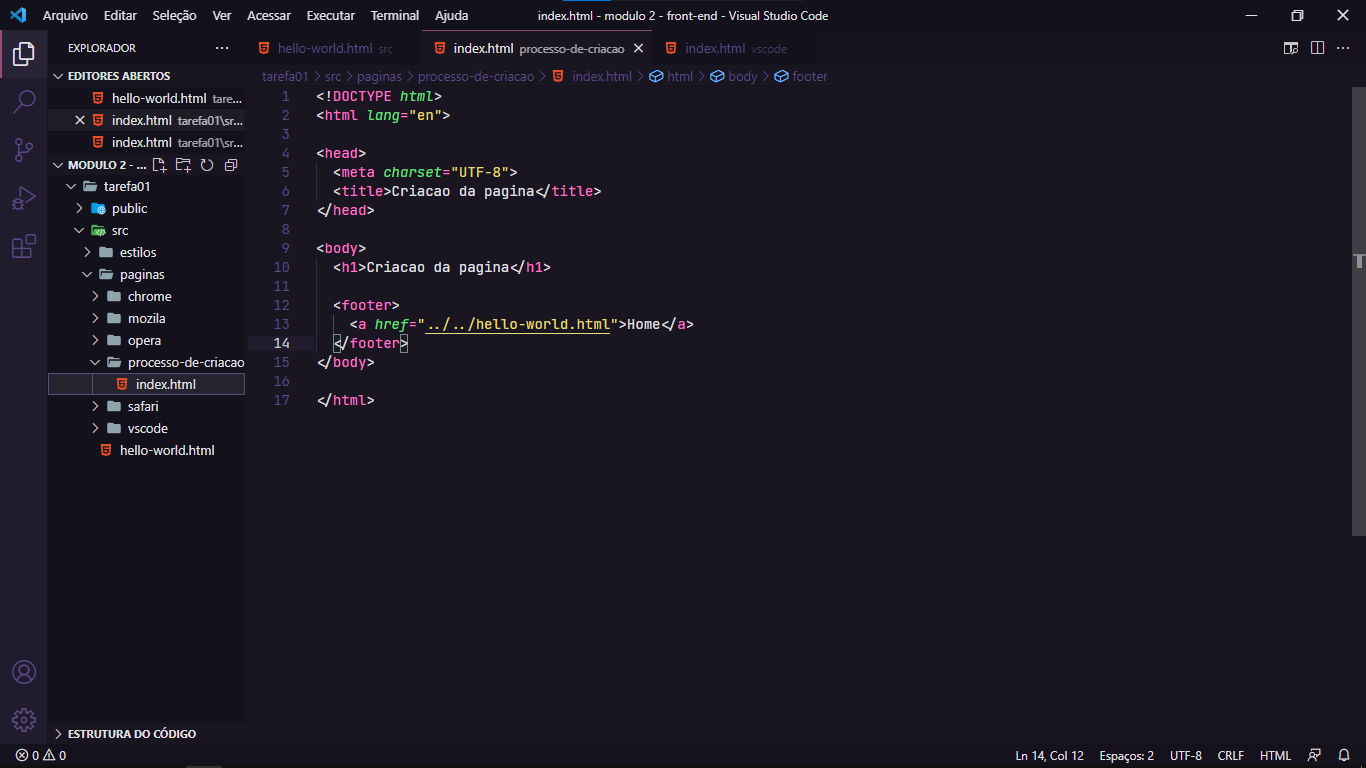 Arquivo Editar Seleção Ver Acessar Executar Terminal Ajuda index.html - modulo 2 - front-end - Visual Studio Code
EXPLORADOR ···
hello-world.html src index.html processo-de-criacao index.html vscode
EDITORES ABERTOS
hello-world.html tare...
index.html tarefa01\sr...
index.html tarefa01\sr...
MODULO 2 - ...
tarefa01
public
src
estilos
paginas
chrome
mozila
opera
processo-de-criacao
index.html
safari
vscode
hello-world.html
ESTRUTURA DO CÓDIGO
tarefa01 > src > paginas > processo-de-criacao > index.html > html > body > footer
1 <!DOCTYPE html>
2 <html lang="en">
3
4 <head>
5 <meta charset="UTF-8">
6 <title>Criacao da pagina</title>
7 </head>
8
9 <body>
10 <h1>Criacao da pagina</h1>
11
12 <footer>
13 <a href="../../hello-world.html">Home</a>
14 </footer>
15 </body>
16
17 </html>
0 0 Ln 14, Col 12 Espaços: 2 UTF-8 CRLF HTML